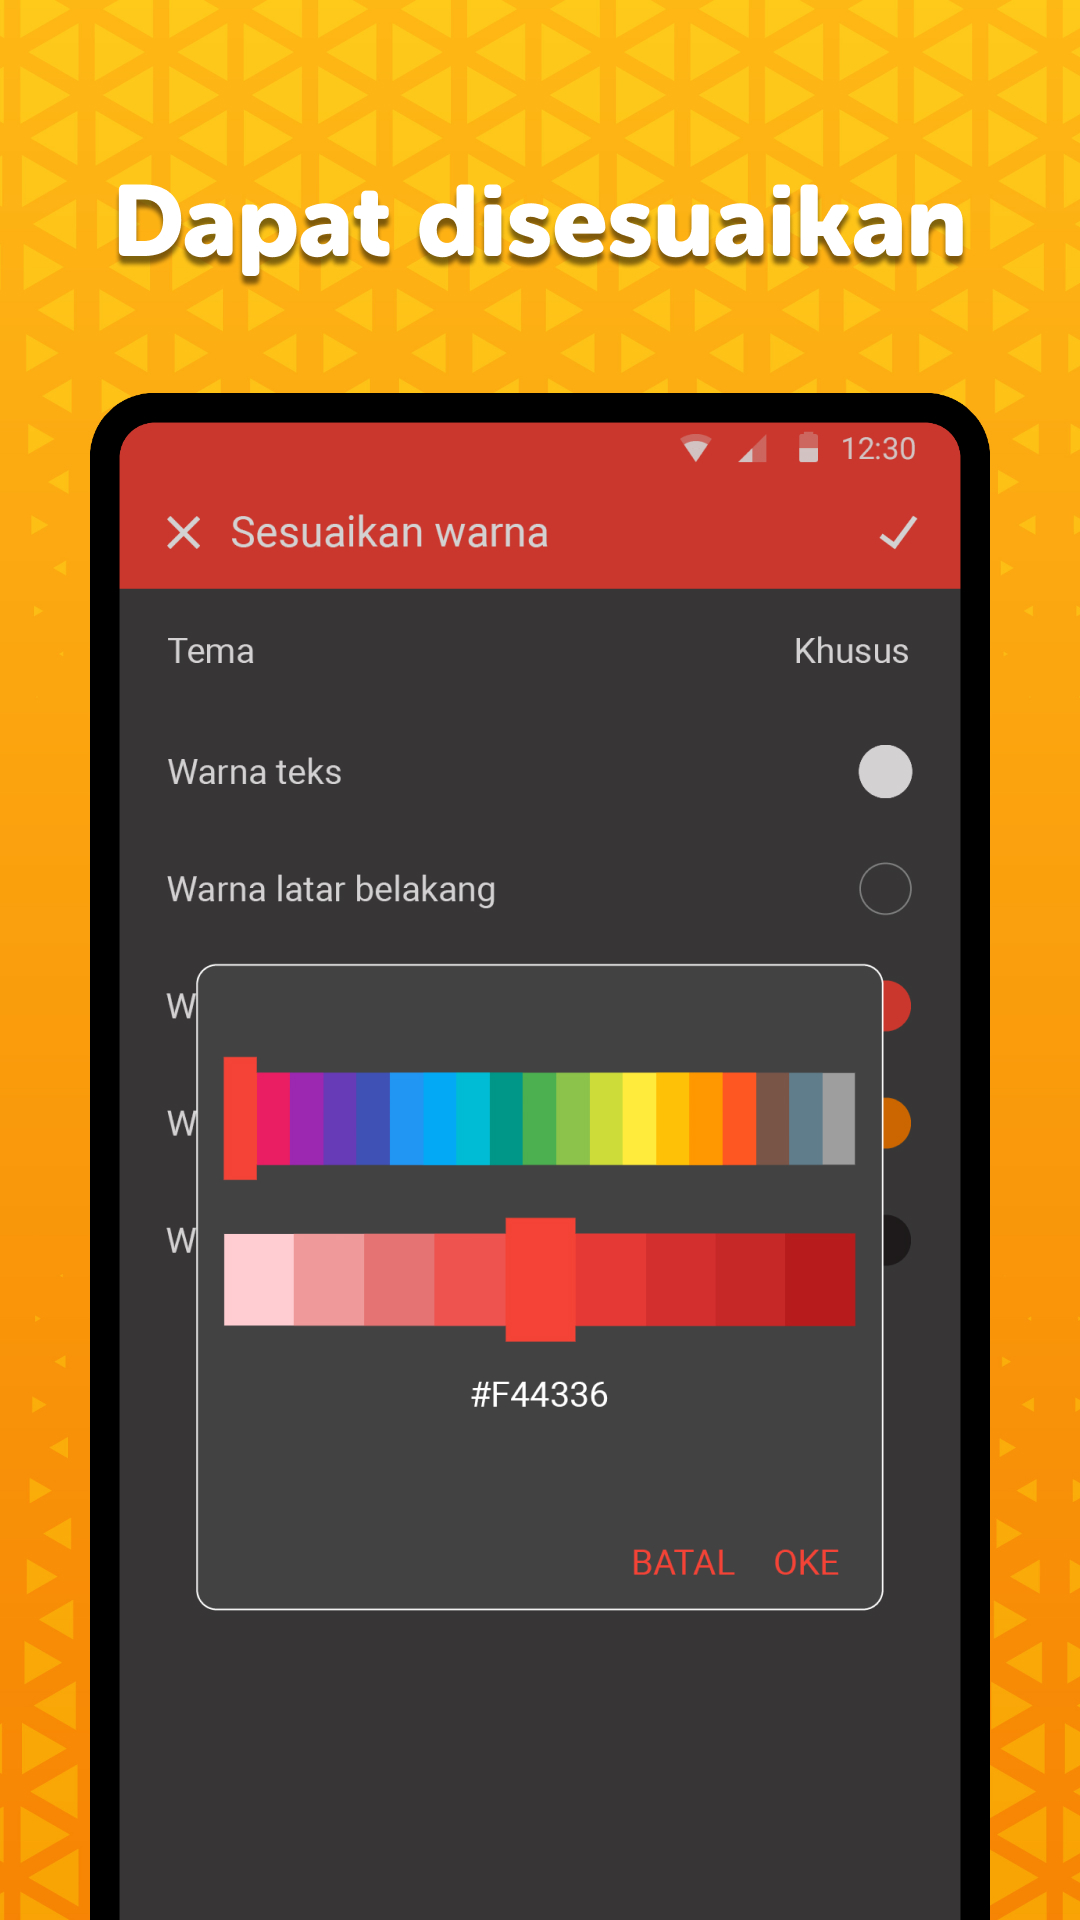 Dapat disesuaikan
12:30
Sesuaikan warna
Tema Khusus
Warna teks
Warna latar belakang
W
W
W
#F44336
BATAL OKE